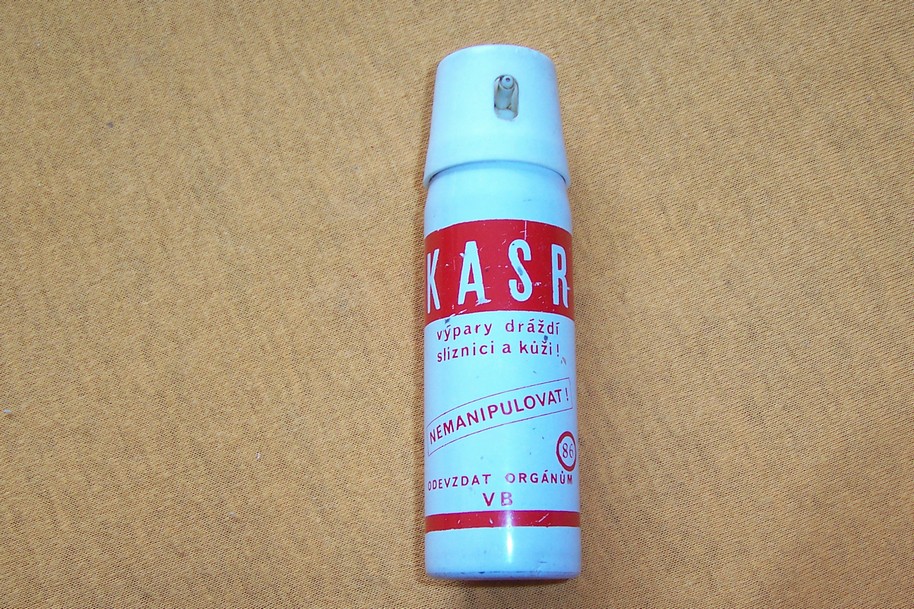 KASR
výpary dráždí
sliznici a kůži!
NEMANIPULOVAT!
86
ODEVZDAT ORGÁNŮM
VB